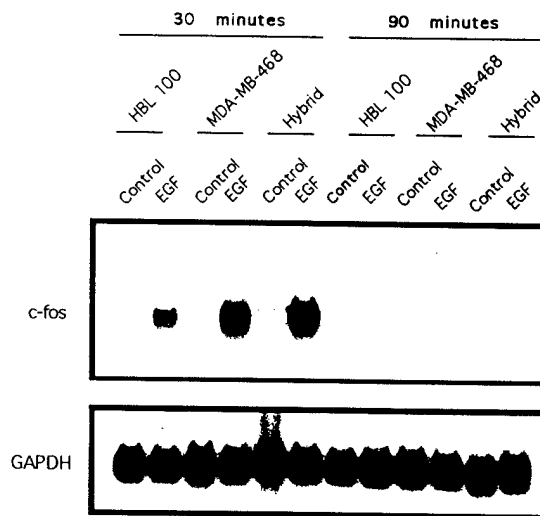 30 minutes 90 minutes
HBL 100 MDA-MB-468 Hybrid HBL 100 MDA-MB-468 Hybrid
Control EGF Control EGF Control EGF Control EGF Control EGF Control EGF
c-fos
GAPDH